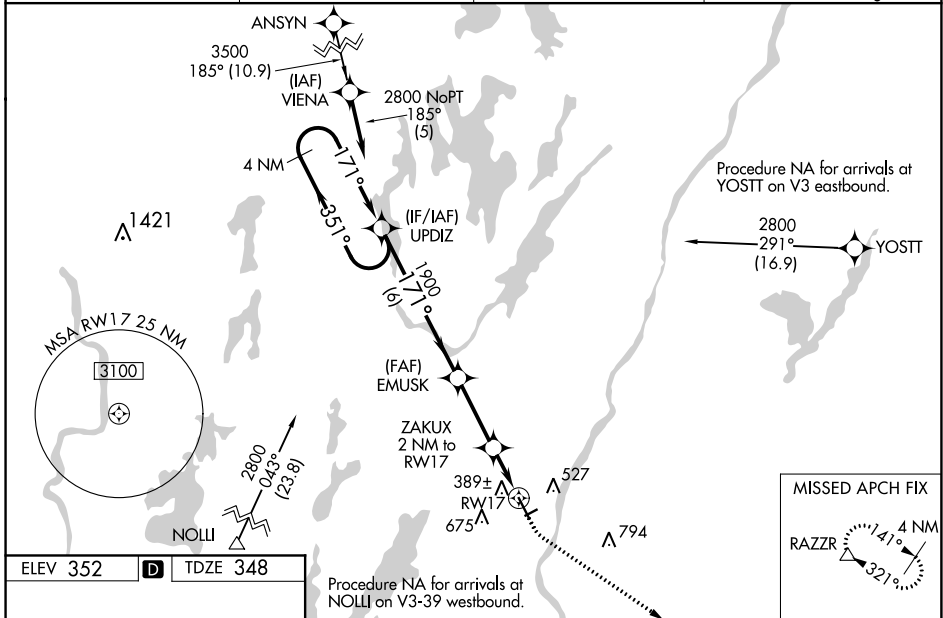 ANSYN
3500
185° (10.9)
(IAF)
VIENA
2800 NoPT
185°
(5)
4 NM
171°
351°
(IF/IAF)
UPDIZ
Procedure NA for arrivals at
YOSTT on V3 eastbound.
2800
291°
(16.9)
YOSTT
1421
1900
171°
(6)
MSA RW17 25 NM
3100
(FAF)
EMUSK
ZAKUX
2 NM to
RW17
2800
043°
(23.8)
NOLLI
389±
RW17
527
675
794
MISSED APCH FIX
4 NM
RAZZR
141°
321°
ELEV 352
D
TDZE 348
Procedure NA for arrivals at
NOLLI on V3-39 westbound.